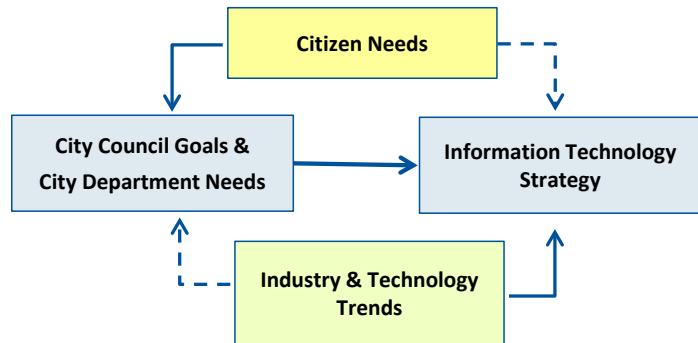 Citizen Needs
City Council Goals &
City Department Needs
Information Technology
Strategy
Industry & Technology
Trends